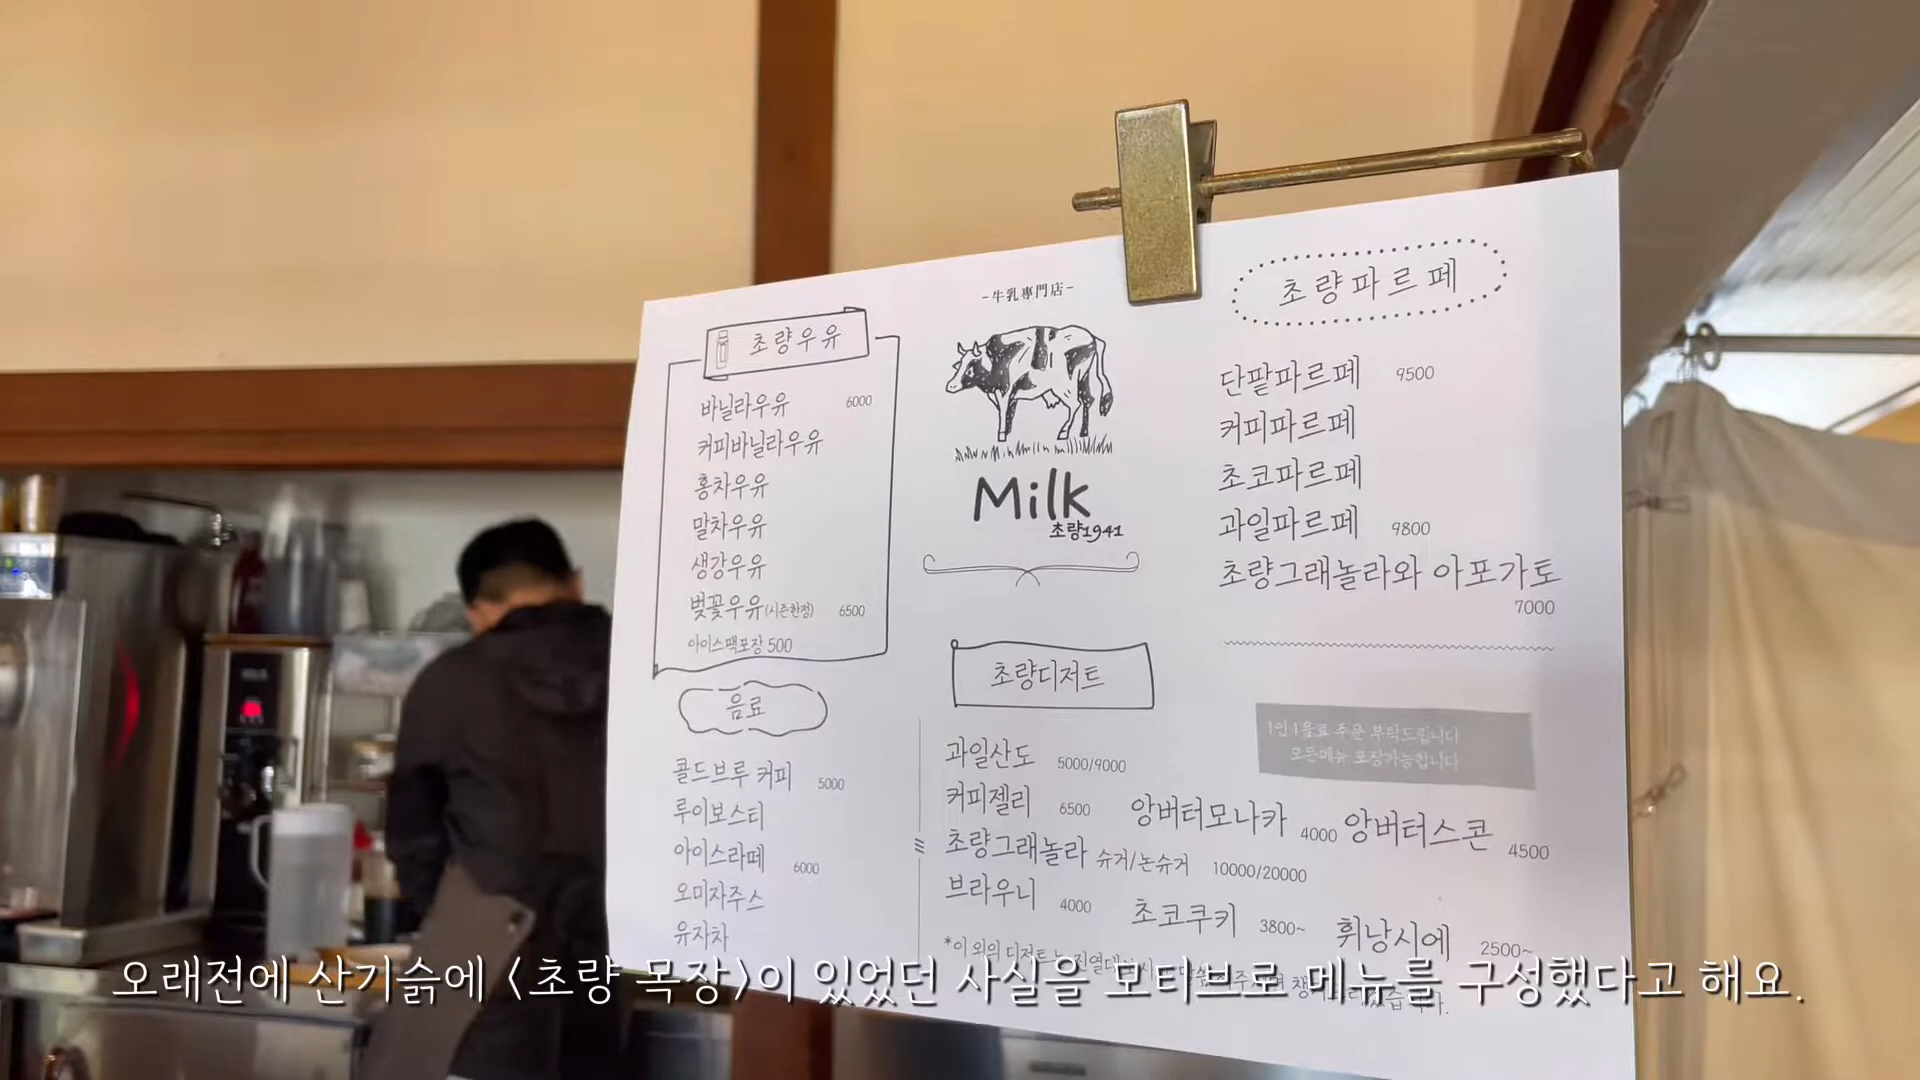 -牛乳專門店-
Milk
초량1941
초량우유
바닐라우유 6000
커피바닐라우유
홍차우유
말차우유
생강우유
벚꽃우유(시즌한정) 6500
아이스팩포장 500
음료
콜드브루 커피 5000
루이보스티
아이스라떼 6000
오미자주스
유자차
초량디저트
과일산도 5000/9000
커피젤리 6500
앙버터모나카 4000
앙버터스콘 4500
초량그래놀라 슈거/논슈거 10000/20000
브라우니 4000
초코쿠키 3800~
휘낭시에 2500~
*이 외의 디저트는 진열대
초량파르페
단팥파르페 9500
커피파르페
초코파르페
과일파르페 9800
초량그래놀라와 아포가토
7000
1인 1음료 주문 부탁드립니다
모든메뉴 포장가능합니다
오래전에 산기슭에 <초량 목장>이 있었던 사실을 모티브로 메뉴를 구성했다고 해요.